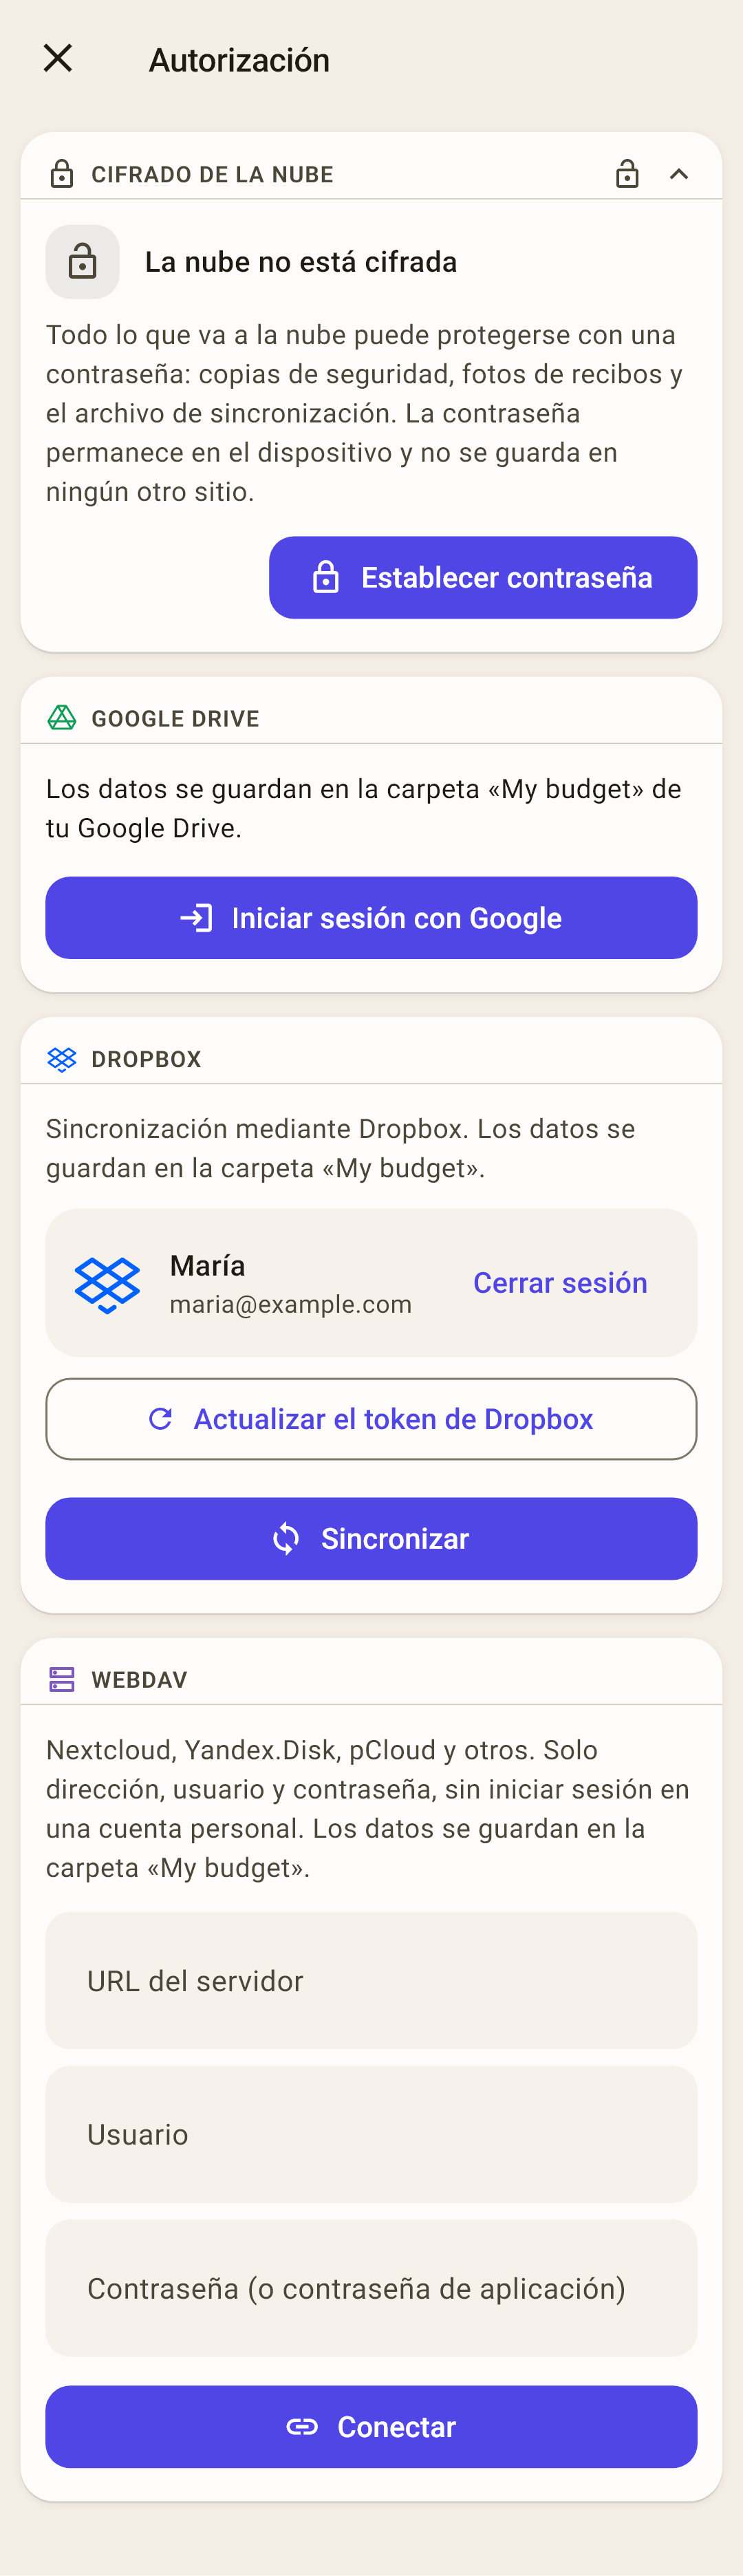 Autorización
CIFRADO DE LA NUBE
La nube no está cifrada
Todo lo que va a la nube puede protegerse con una
contraseña: copias de seguridad, fotos de recibos y
el archivo de sincronización. La contraseña
permanece en el dispositivo y no se guarda en
ningún otro sitio.
Establecer contraseña
GOOGLE DRIVE
Los datos se guardan en la carpeta «My budget» de
tu Google Drive.
Iniciar sesión con Google
DROPBOX
Sincronización mediante Dropbox. Los datos se
guardan en la carpeta «My budget».
María
maria@example.com
Cerrar sesión
Actualizar el token de Dropbox
Sincronizar
WEBDAV
Nextcloud, Yandex.Disk, pCloud y otros. Solo
dirección, usuario y contraseña, sin iniciar sesión en
una cuenta personal. Los datos se guardan en la
carpeta «My budget».
URL del servidor
Usuario
Contraseña (o contraseña de aplicación)
Conectar